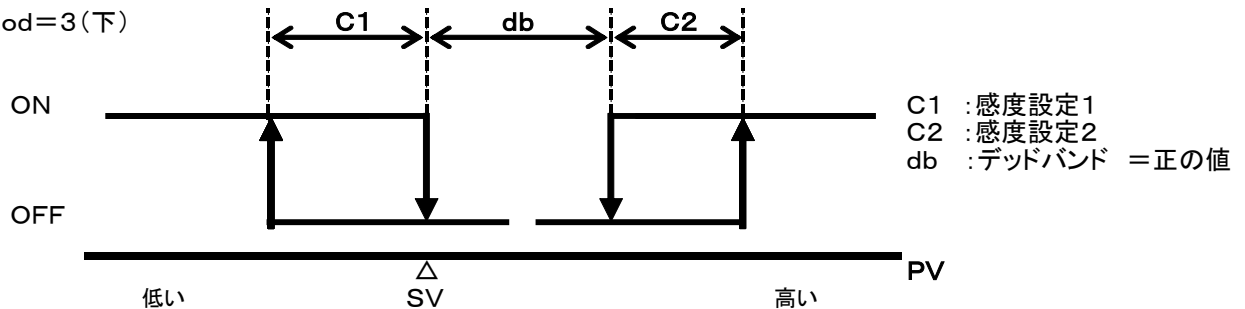 od=3(下)
C1 db C2
ON
C1 :感度設定1
C2 :感度設定2
db :デッドバンド =正の値
OFF
PV
△
低い SV 高い